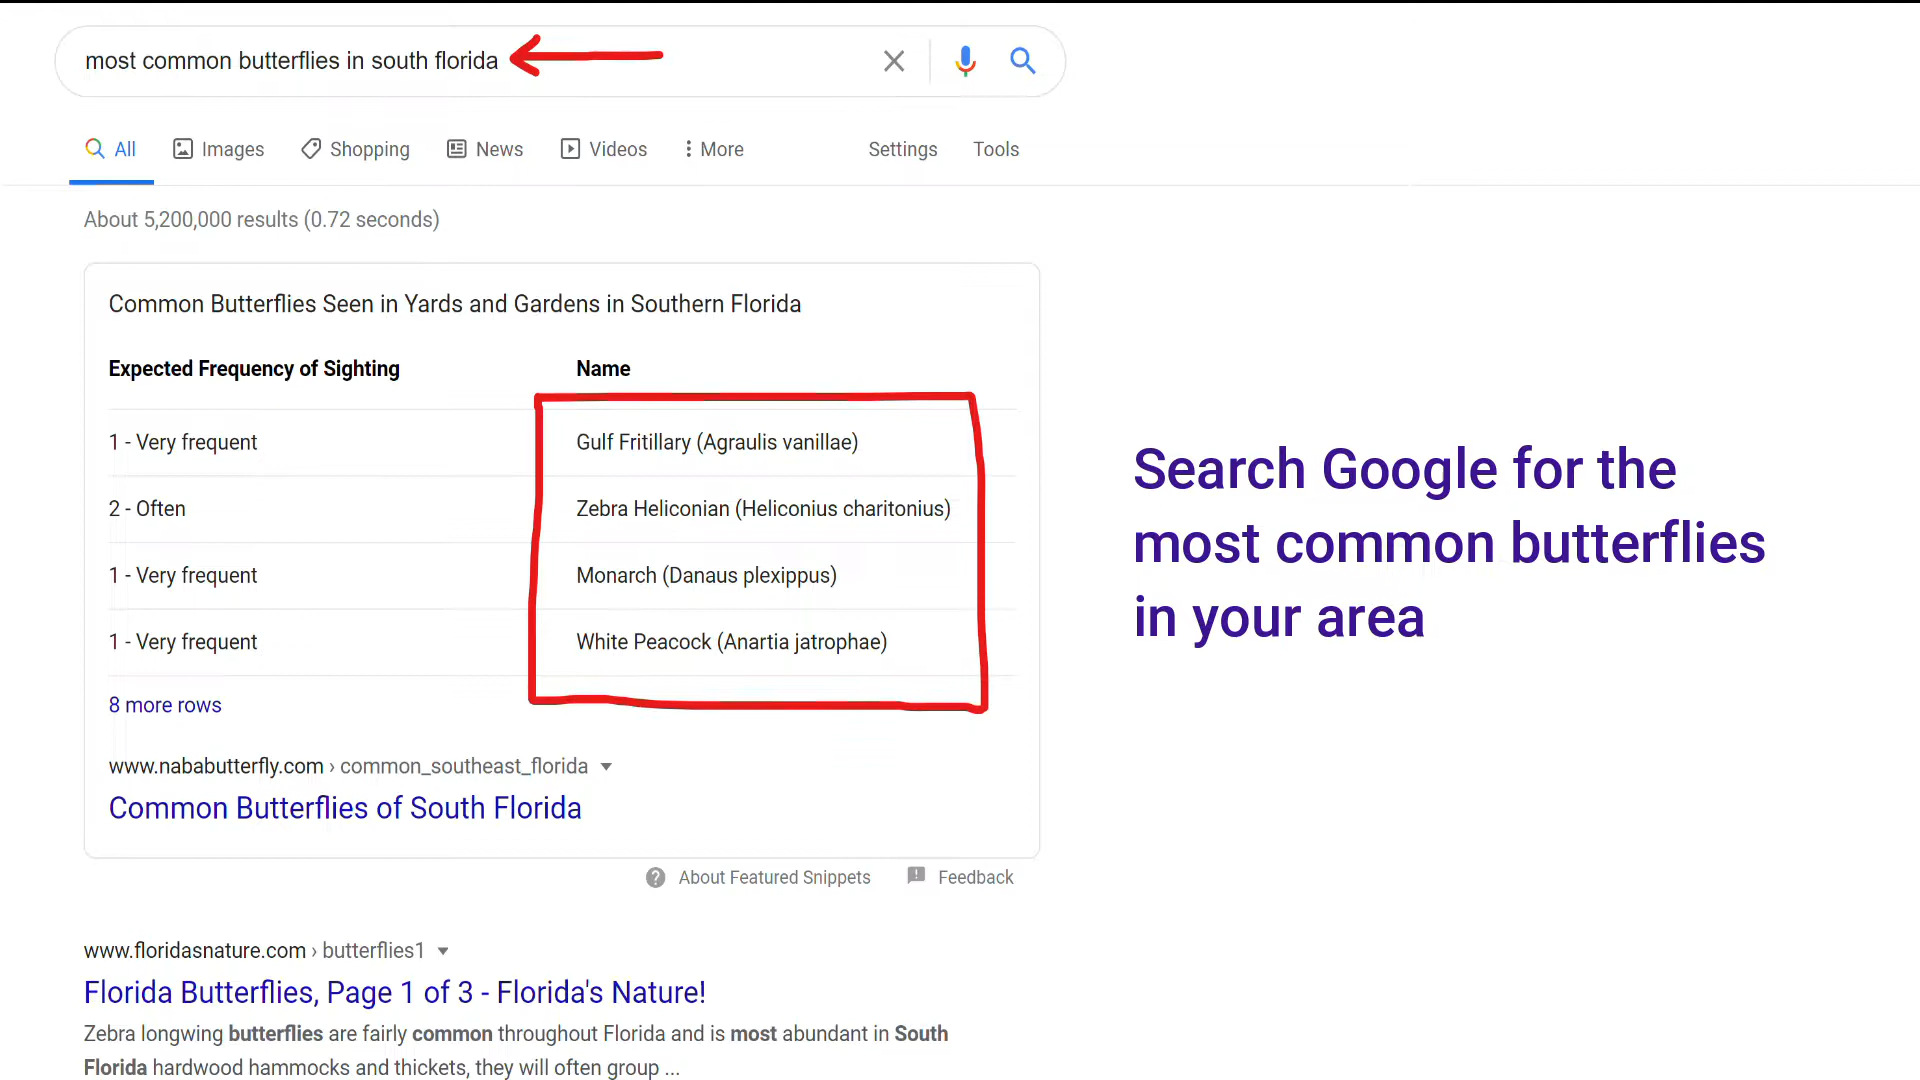 most common butterflies in south florida
All Images Shopping News Videos More Settings Tools
About 5,200,000 results (0.72 seconds)
Common Butterflies Seen in Yards and Gardens in Southern Florida
Expected Frequency of Sighting Name
1 - Very frequent Gulf Fritillary (Agraulis vanillae)
2 - Often Zebra Heliconian (Heliconius charitonius)
1 - Very frequent Monarch (Danaus plexippus)
1 - Very frequent White Peacock (Anartia jatrophae)
8 more rows
www.nababutterfly.com › common_southeast_florida
Common Butterflies of South Florida
About Featured Snippets Feedback
www.floridasnature.com › butterflies1
Florida Butterflies, Page 1 of 3 - Florida's Nature!
Zebra longwing butterflies are fairly common throughout Florida and is most abundant in South
Florida hardwood hammocks and thickets, they will often group ...
Search Google for the
most common butterflies
in your area